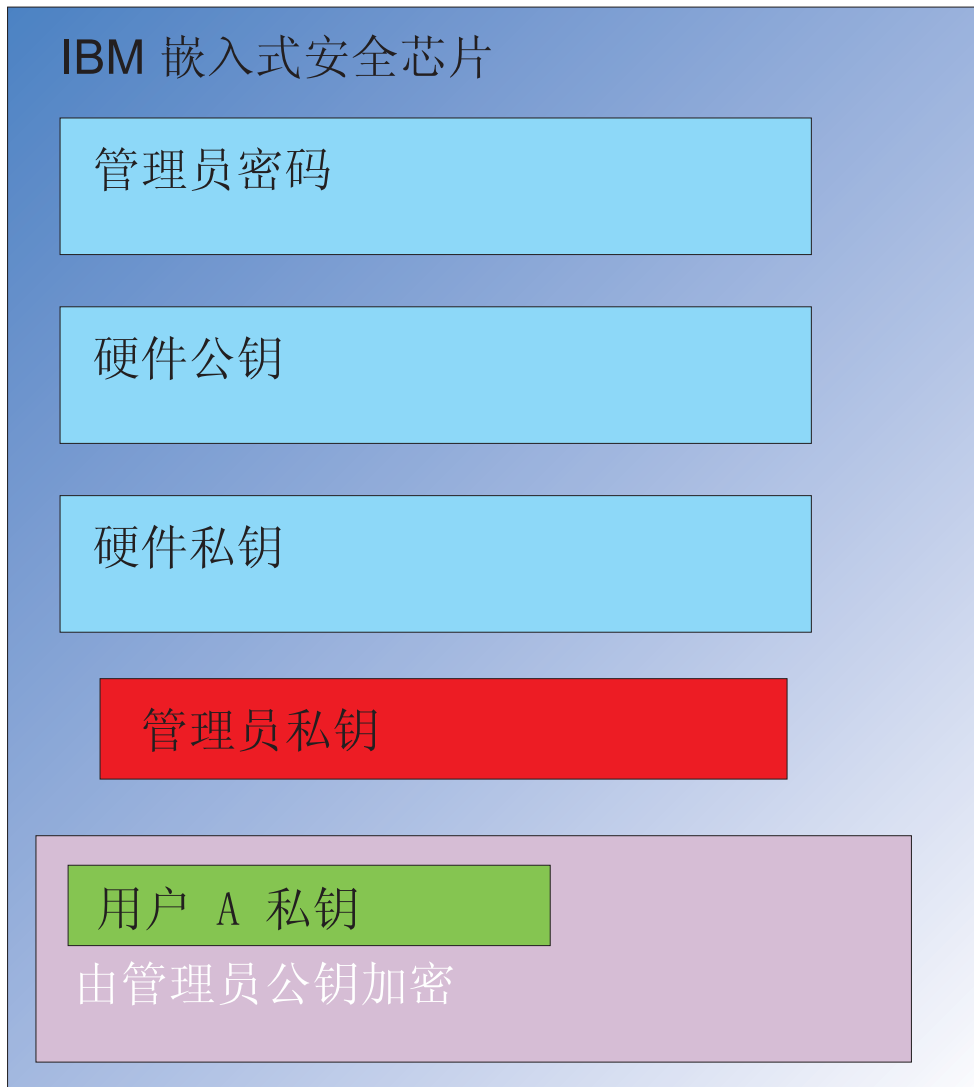 IBM 嵌入式安全芯片
管理员密码
硬件公钥
硬件私钥
管理员私钥
用户 A 私钥
由管理员公钥加密